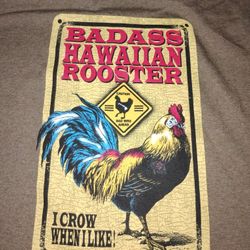 BADASS
HAWAIIAN
ROOSTER
I CROW
WHEN I LIKE!